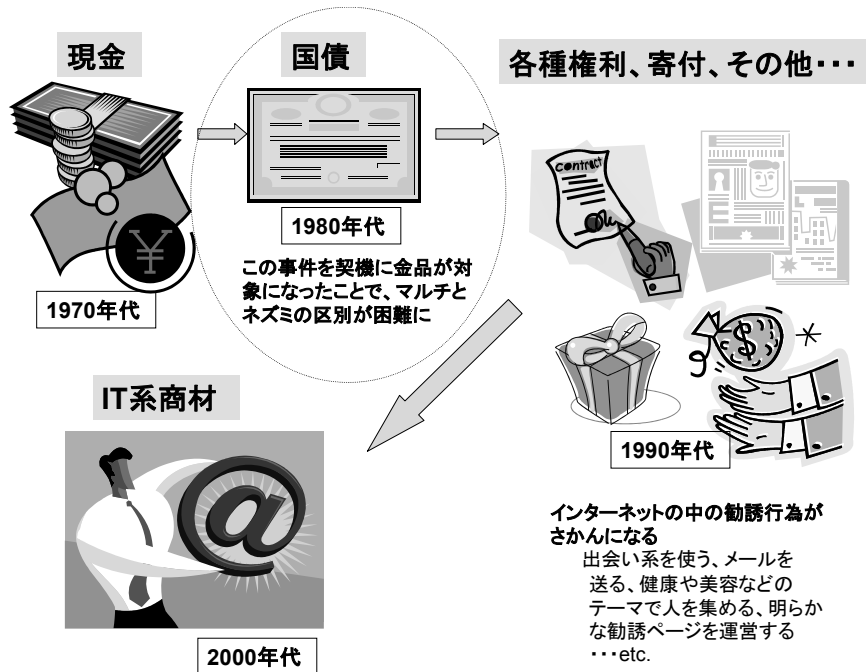 現金
国債
各種権利、寄付、その他・・・
contract
1980年代
この事件を契機に金品が対
象になったことで、マルチと
ネズミの区別が困難に
¥
1970年代
$
1990年代
IT系商材
@
2000年代
インターネットの中の勧誘行為が
さかんになる
出会い系を使う、メールを
送る、健康や美容などの
テーマで人を集める、明らか
な勧誘ページを運営する
・・・etc.